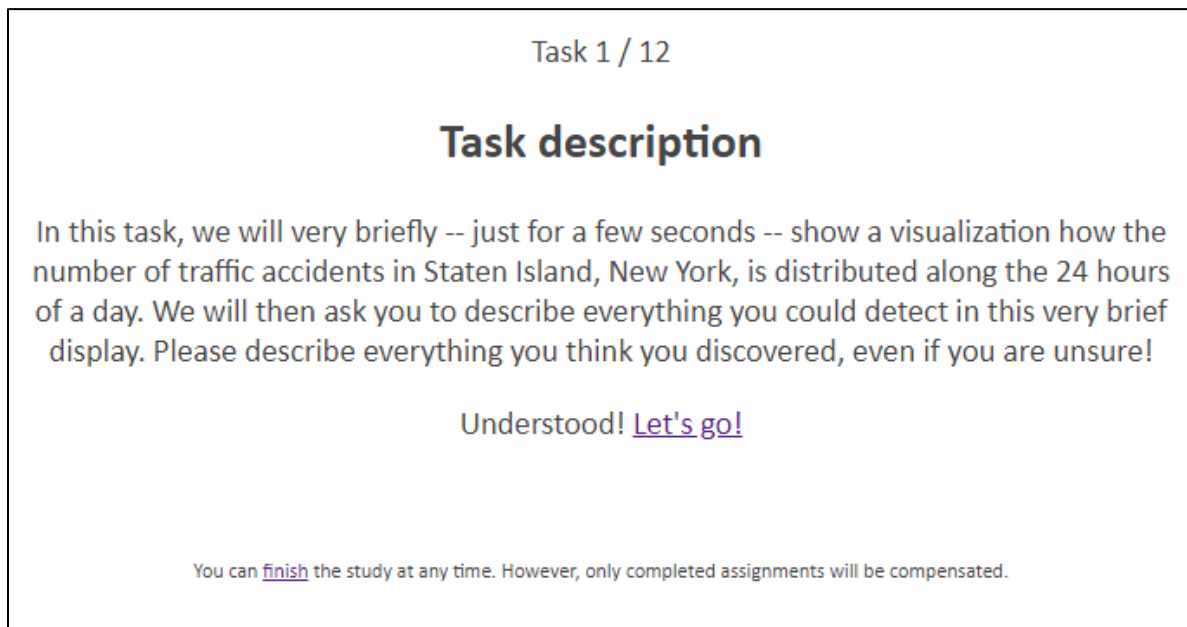 Task 1 / 12
Task description
In this task, we will very briefly -- just for a few seconds -- show a visualization how the
number of traffic accidents in Staten Island, New York, is distributed along the 24 hours
of a day. We will then ask you to describe everything you could detect in this very brief
display. Please describe everything you think you discovered, even if you are unsure!
Understood! Let's go!
You can finish the study at any time. However, only completed assignments will be compensated.